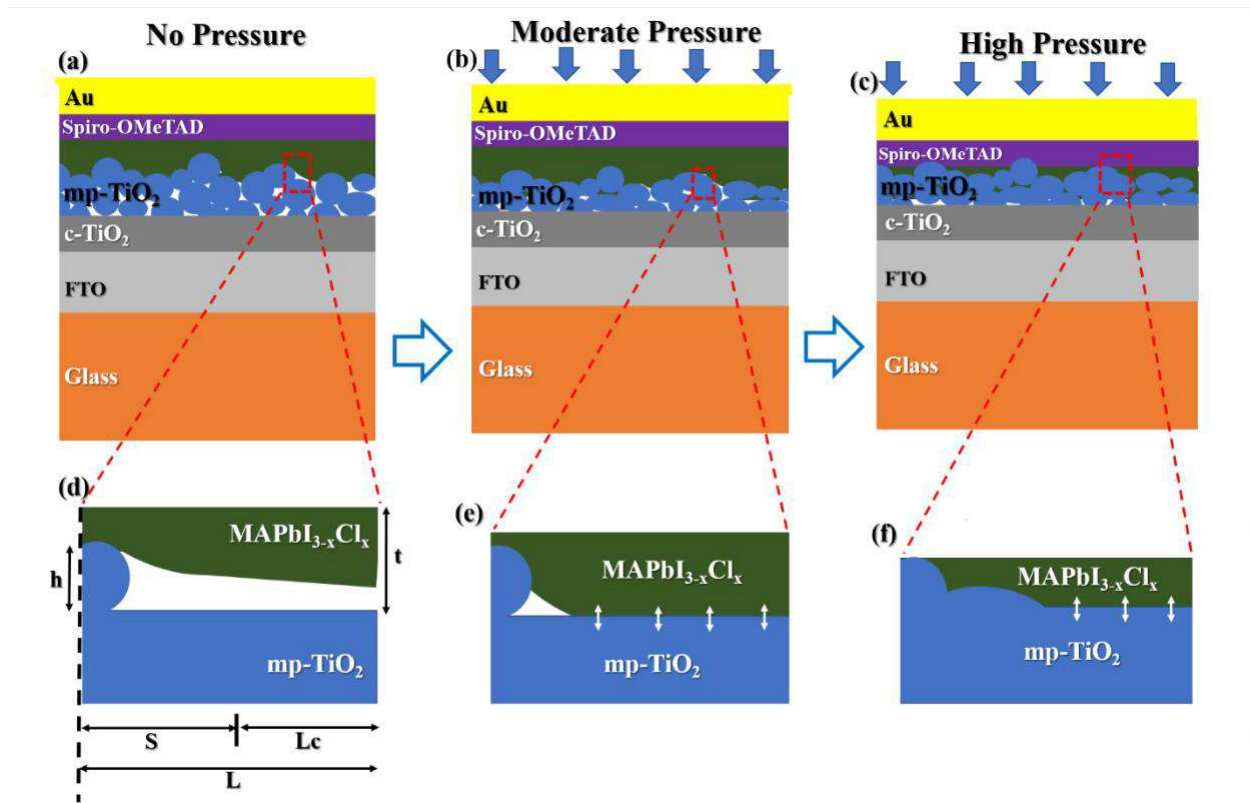 No Pressure
Moderate Pressure
High Pressure
(a)
Au
Spiro-OMeTAD
mp-TiO₂
c-TiO₂
FTO
Glass
(b)
Au
Spiro-OMeTAD
mp-TiO₂
c-TiO₂
FTO
Glass
(c)
Au
Spiro-OMeTAD
mp-TiO₂
c-TiO₂
FTO
Glass
(d)
MAPbI₃₋ₓClₓ
h
t
mp-TiO₂
S
Lc
L
(e)
MAPbI₃₋ₓClₓ
mp-TiO₂
(f)
MAPbI₃₋ₓClₓ
mp-TiO₂